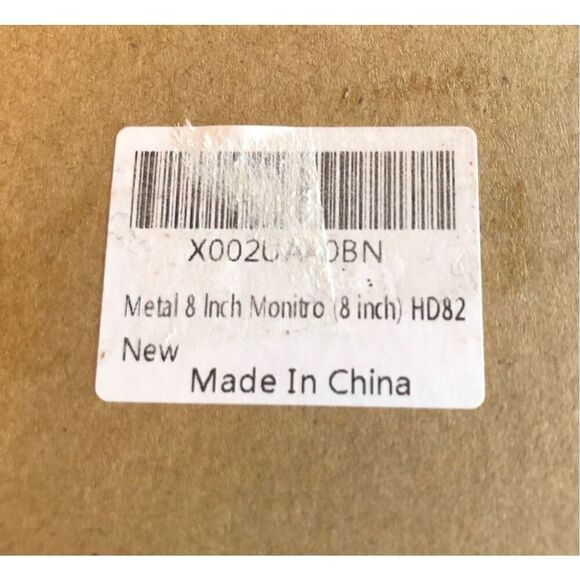 Metal 8 Inch Monitro (8 inch) HD82
New
Made In China